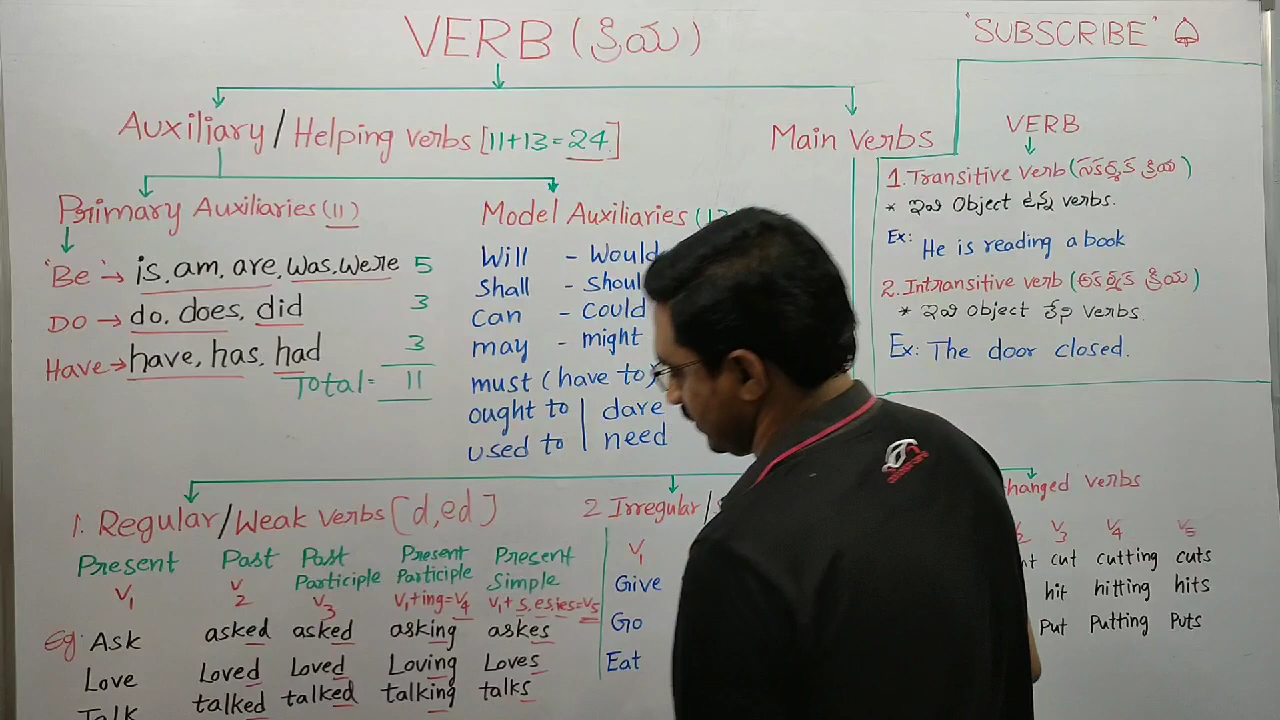 VERB (క్రియ)
'SUBSCRIBE'
Auxiliary / Helping verbs [11+13=24]
Main verbs
VERB
Primary Auxiliaries (11)
Model Auxiliaries
1. Transitive verb (సకర్మక క్రియ)
* ఇవి Object ఉన్న verbs.
Ex: He is reading a book
2. Intransitive verb (అకర్మక క్రియ)
* ఇవి Object లేని verbs.
Ex: The door closed.
'Be' → is, am, are, was, were 5
DO → do, does, did 3
Have → have, has, had 3
Total = 11
Will - Would
Shall
Can - Could
may - might
must (have to)
ought to | dare
used to | need
1. Regular/Weak verbs [d, ed]
Present Past Past Participle Present Participle Present Simple
V1 V2 V3 V1+ing=V4 V1+s, es, ies=V5
Eg: Ask asked asked asking askes
Love Loved Loved Loving Loves
Talk talked talked talking talks
2 Irregular /
V1
Give
Go
Eat
verbs
V3 V4 V5
cut cutting cuts
hit hitting hits
Put Putting Puts